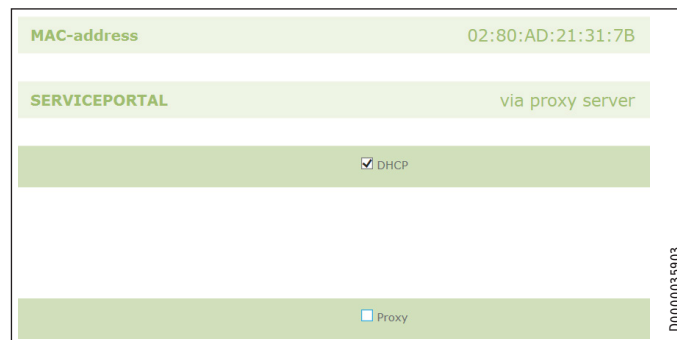 MAC-address 02:80:AD:21:31:7B
SERVICEPORTAL via proxy server
DHCP
Proxy
D0000035903